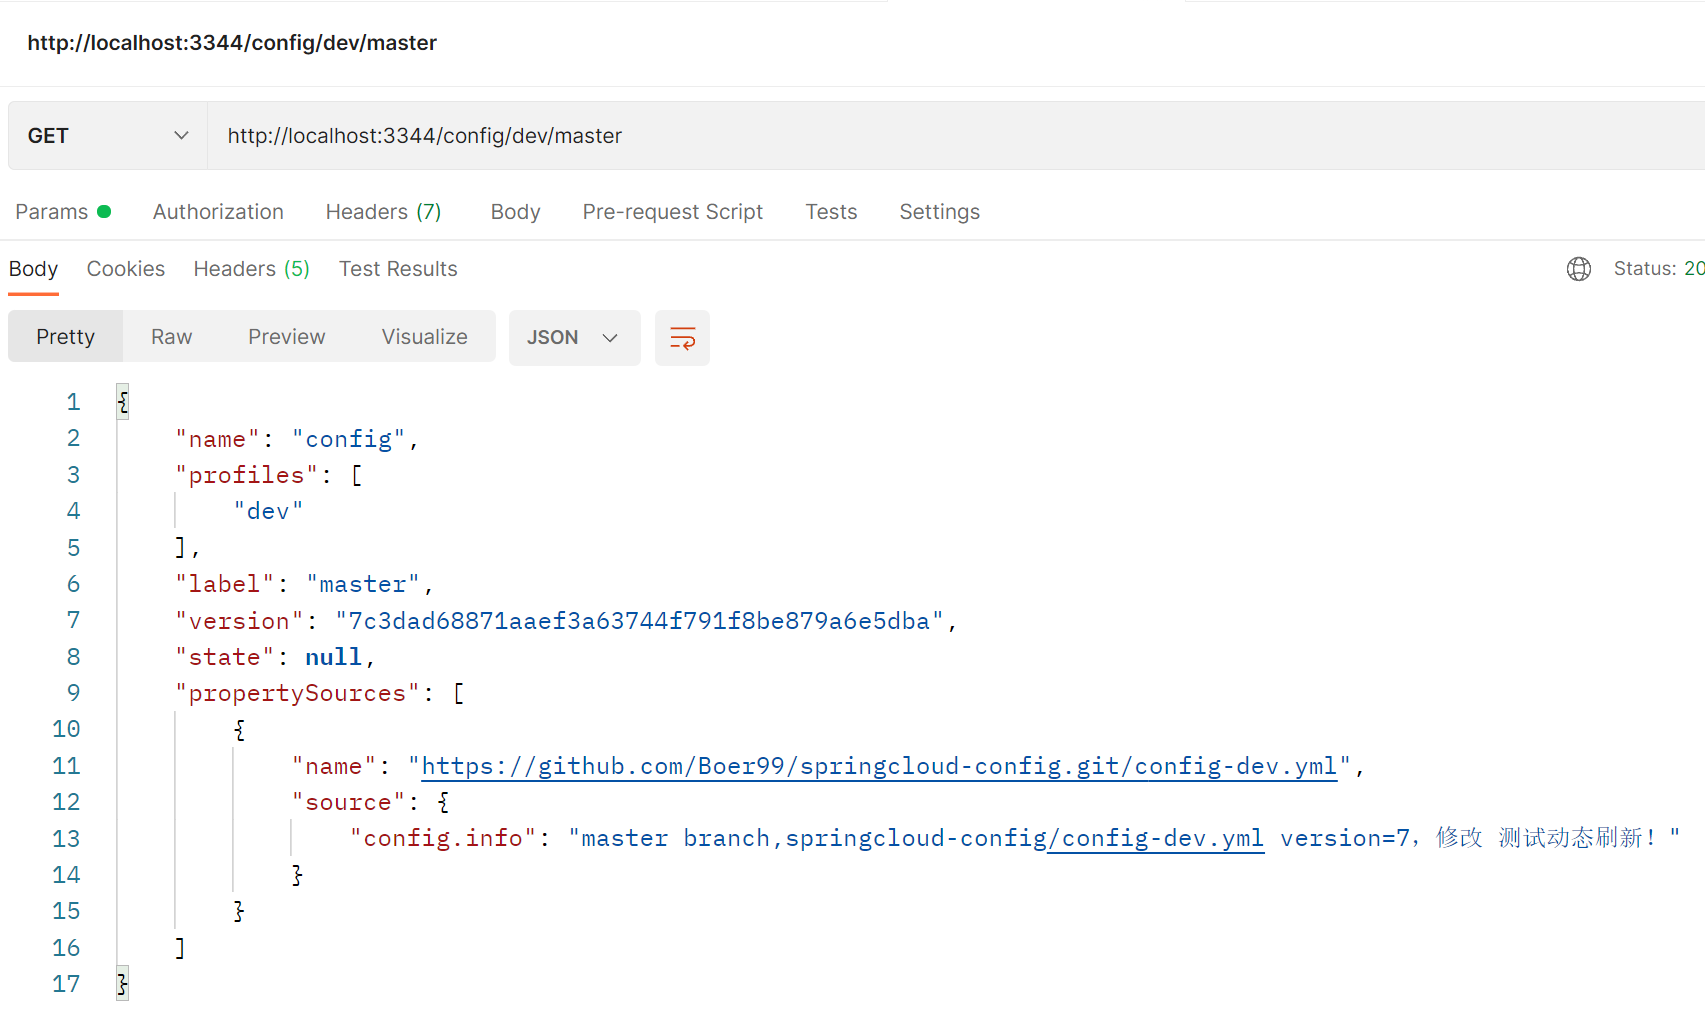 http://localhost:3344/config/dev/master
GET http://localhost:3344/config/dev/master
Params Authorization Headers (7) Body Pre-request Script Tests Settings
Body Cookies Headers (5) Test Results Status: 20
Pretty Raw Preview Visualize JSON
1 {
2 "name": "config",
3 "profiles": [
4 "dev"
5 ],
6 "label": "master",
7 "version": "7c3dad68871aaef3a63744f791f8be879a6e5dba",
8 "state": null,
9 "propertySources": [
10 {
11 "name": "https://github.com/Boer99/springcloud-config.git/config-dev.yml",
12 "source": {
13 "config.info": "master branch,springcloud-config/config-dev.yml version=7，修改 测试动态刷新！"
14 }
15 }
16 ]
17 }